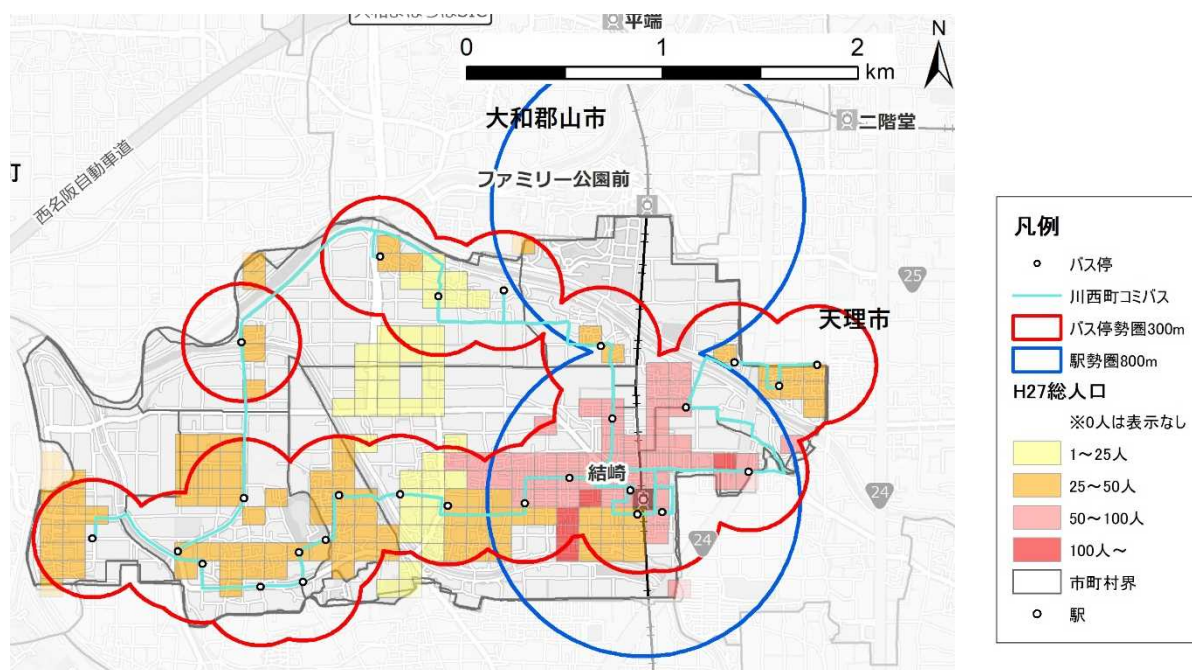 平端
N
0 1 2
km
大和郡山市
二階堂
西名阪自動車道
ファミリー公園前
町
25
天理市
結崎
24
24
凡例
バス停
川西町コミバス
バス停勢圏300m
駅勢圏800m
H27総人口
※0人は表示なし
1~25人
25~50人
50~100人
100人~
市町村界
駅